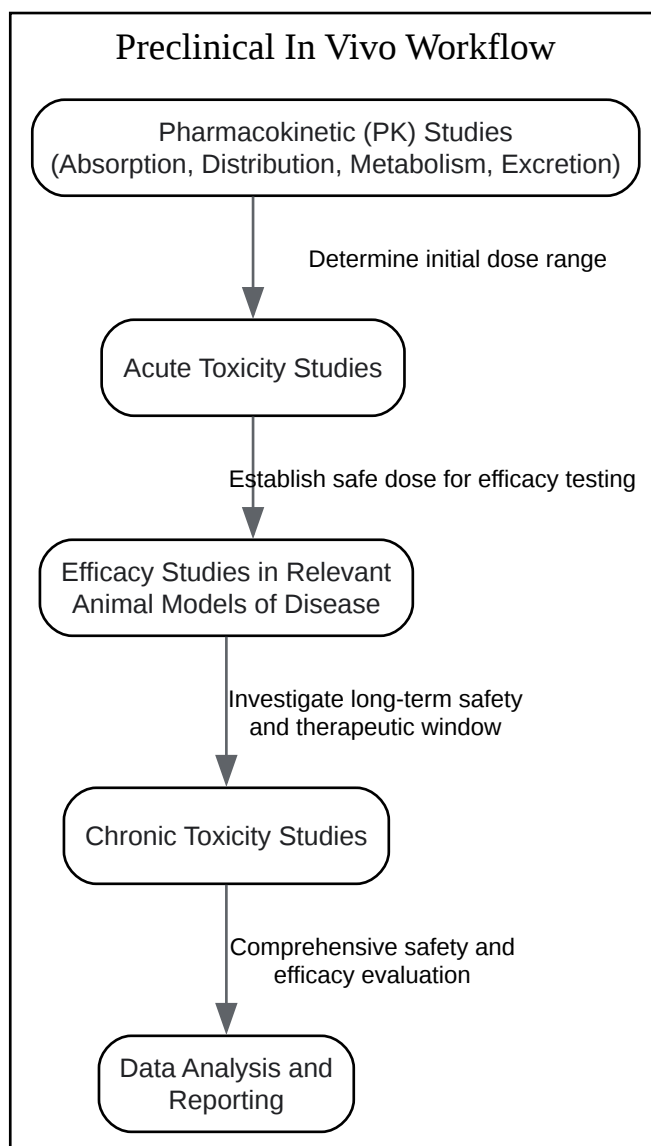 Preclinical In Vivo Workflow
Pharmacokinetic (PK) Studies
(Absorption, Distribution, Metabolism, Excretion)
Determine initial dose range
Acute Toxicity Studies
Establish safe dose for efficacy testing
Efficacy Studies in Relevant
Animal Models of Disease
Investigate long-term safety
and therapeutic window
Chronic Toxicity Studies
Comprehensive safety and
efficacy evaluation
Data Analysis and
Reporting